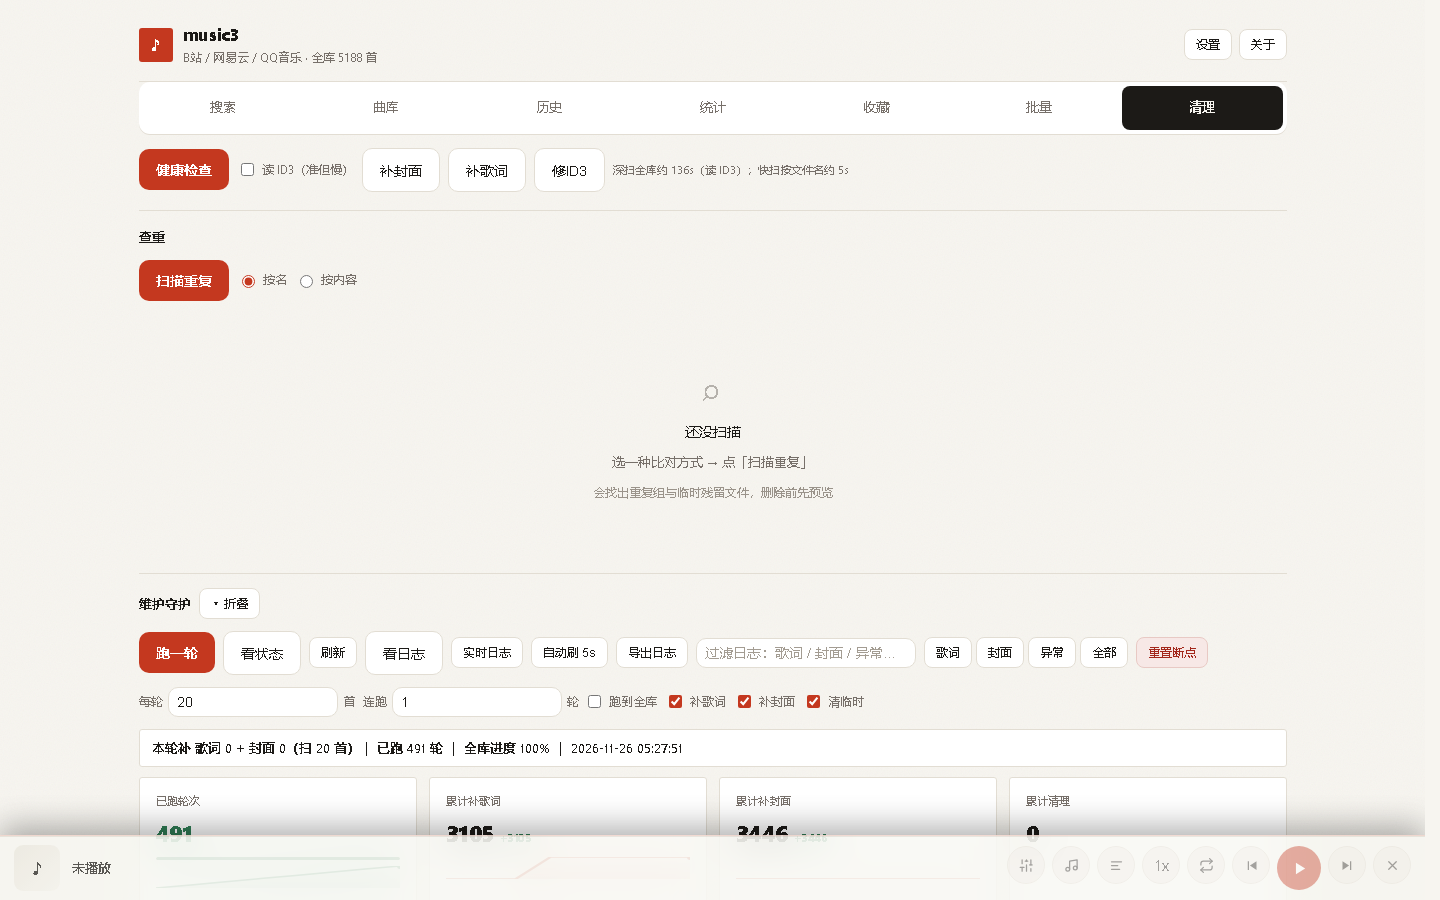 music3
B站 / 网易云 / QQ音乐 · 全库 5188 首
设置 关于
搜索 曲库 历史 统计 收藏 批量 清理
健康检查 读 ID3（准但慢） 补封面 补歌词 修ID3 深扫全库约 136s（读 ID3）；快扫按文件名约 5s
查重
扫描重复 按名 按内容
还没扫描
选一种比对方式 → 点「扫描重复」
会找出重复组与临时残留文件，删除前先预览
维护守护 折叠
跑一轮 看状态 刷新 看日志 实时日志 自动刷 5s 导出日志 过滤日志：歌词 / 封面 / 异常... 歌词 封面 异常 全部 重置断点
每轮 20 首 连跑 1 轮 跑到全库 补歌词 补封面 清临时
本轮补 歌词 0 + 封面 0（扫 20 首） | 已跑 491 轮 | 全库进度 100% | 2026-11-26 05:27:51
已跑轮次 累计补歌词 累计补封面 累计清理
491 3105 3446 0
未播放 1x